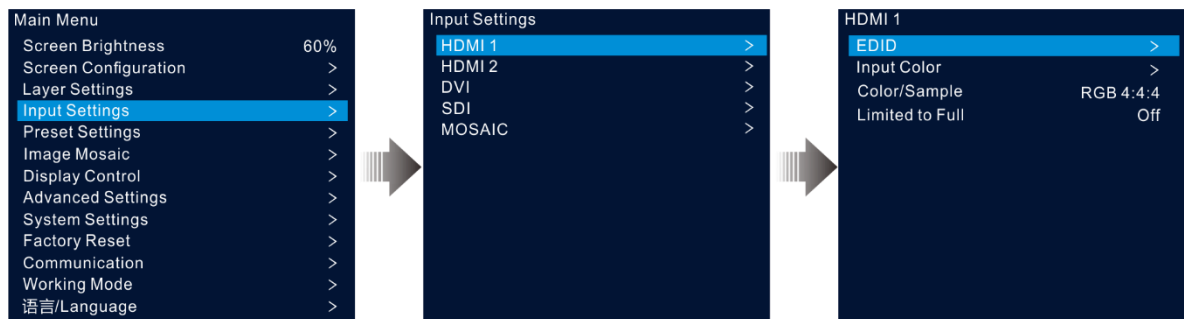 Main Menu
Screen Brightness 60%
Screen Configuration >
Layer Settings >
Input Settings >
Preset Settings >
Image Mosaic >
Display Control >
Advanced Settings >
System Settings >
Factory Reset >
Communication >
Working Mode >
语言/Language >
Input Settings
HDMI 1 >
HDMI 2 >
DVI >
SDI >
MOSAIC >
HDMI 1
EDID >
Input Color >
Color/Sample RGB 4:4:4
Limited to Full Off